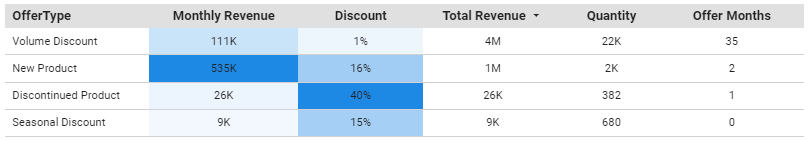 OfferType Monthly Revenue Discount Total Revenue Quantity Offer Months
Volume Discount 111K 1% 4M 22K 35
New Product 535K 16% 1M 2K 2
Discontinued Product 26K 40% 26K 382 1
Seasonal Discount 9K 15% 9K 680 0